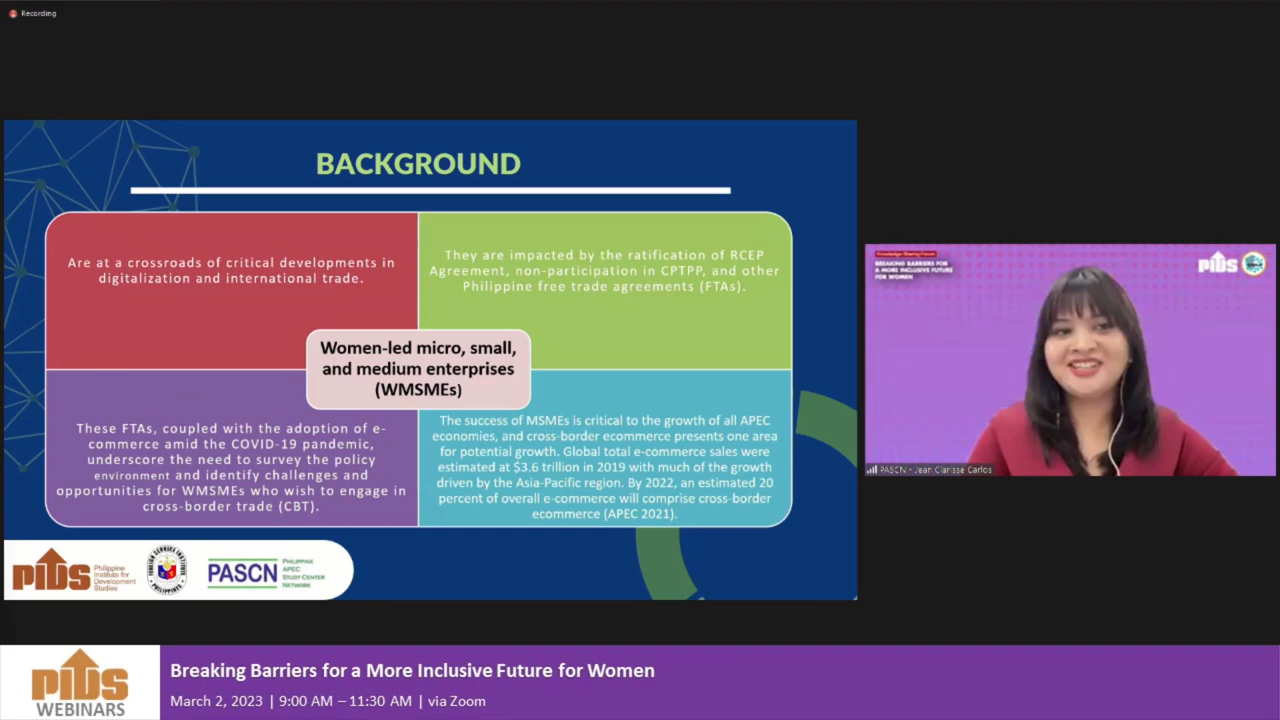 Recording
BACKGROUND
Are at a crossroads of critical developments in
digitalization and international trade.
They are impacted by the ratification of RCEP
Agreement, non-participation in CPTPP, and other
Philippine free trade agreements (FTAs).
Women-led micro, small,
and medium enterprises
(WMSMEs)
These FTAs, coupled with the adoption of e-
commerce amid the COVID-19 pandemic,
underscore the need to survey the policy
environment and identify challenges and
opportunities for WMSMEs who wish to engage in
cross-border trade (CBT).
The success of MSMEs is critical to the growth of all APEC
economies, and cross-border ecommerce presents one area
for potential growth. Global total e-commerce sales were
estimated at $3.6 trillion in 2019 with much of the growth
driven by the Asia-Pacific region. By 2022, an estimated 20
percent of overall e-commerce will comprise cross-border
ecommerce (APEC 2021).
pids
Philippine
Institute for
Development
Studies
FOREIGN SERVICE INSTITUTE
PHILIPPINES
PASCN
PHILIPPINE
APEC
STUDY CENTER
NETWORK
Knowledge Sharing Forum
BREAKING BARRIERS FOR
A MORE INCLUSIVE FUTURE
FOR WOMEN
pids
PASCN - Jean Clarisse Carlos
pids
WEBINARS
Breaking Barriers for a More Inclusive Future for Women
March 2, 2023 | 9:00 AM – 11:30 AM | via Zoom